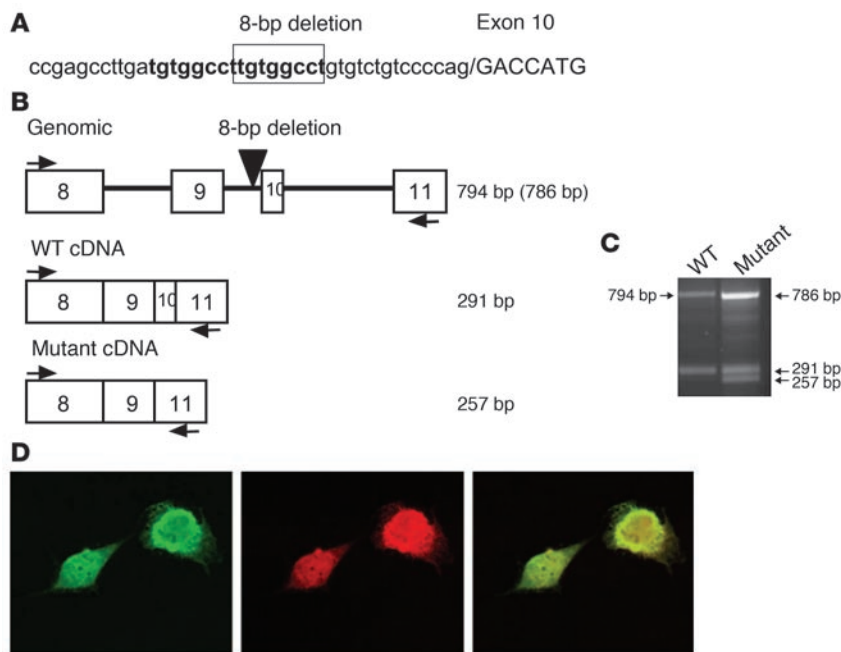 A
8-bp deletion Exon 10
ccgagccttgatgtggccttgtggcctgtgtctgtccccag/GACCATG
B
Genomic 8-bp deletion
8 9 10 11 794 bp (786 bp)
WT cDNA
8 9 10 11 291 bp
Mutant cDNA
8 9 11 257 bp
C
WT Mutant
794 bp 786 bp
291 bp
257 bp
D